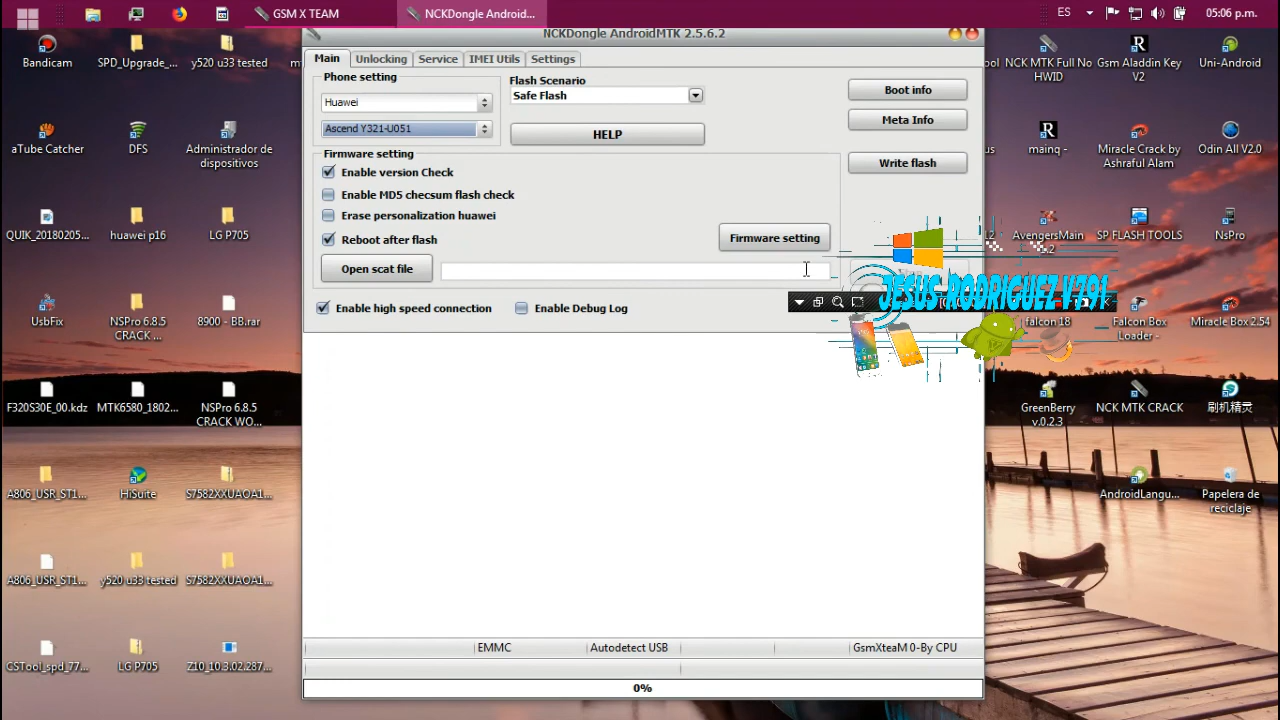 GSM X TEAM
NCKDongle Android...
ES
05:06 p.m.
NCKDongle AndroidMTK 2.5.6.2
Main
Unlocking
Service
IMEI Utils
Settings
Phone setting
Huawei
Ascend Y321-U051
Flash Scenario
Safe Flash
HELP
Boot info
Meta Info
Write flash
Firmware setting
Enable version Check
Enable MD5 checsum flash check
Erase personalization huawei
Reboot after flash
Firmware setting
Open scat file
Enable high speed connection
Enable Debug Log
JESUS RODRIGUEZ V791
EMMC
Autodetect USB
GsmXteaM 0-By CPU
0%
Bandicam
SPD_Upgrade_...
y520 u33 tested
aTube Catcher
DFS
Administrador de
dispositivos
QUIK_20180205...
huawei p16
LG P705
UsbFix
NSPro 6.8.5
CRACK ...
8900 - BB.rar
F320S30E_00.kdz
MTK6580_1802...
NSPro 6.8.5
CRACK WO...
A806_USR_ST1...
HiSuite
S7582XXUAOA1...
A806_USR_ST1...
y520 u33 tested
S7582XXUAOA1...
CSTool_spd_77...
LG P705
Z10_10.3.02.287...
NCK MTK Full No
HWID
Gsm Aladdin Key
V2
Uni-Android
mainq -
Miracle Crack by
Ashraful Alam
Odin All V2.0
AvengersMain
SP FLASH TOOLS
NsPro
falcon 18
Falcon Box
Loader -
Miracle Box 2.54
GreenBerry
v.0.2.3
NCK MTK CRACK
刷机精灵
AndroidLangu...
Papelera de
reciclaje